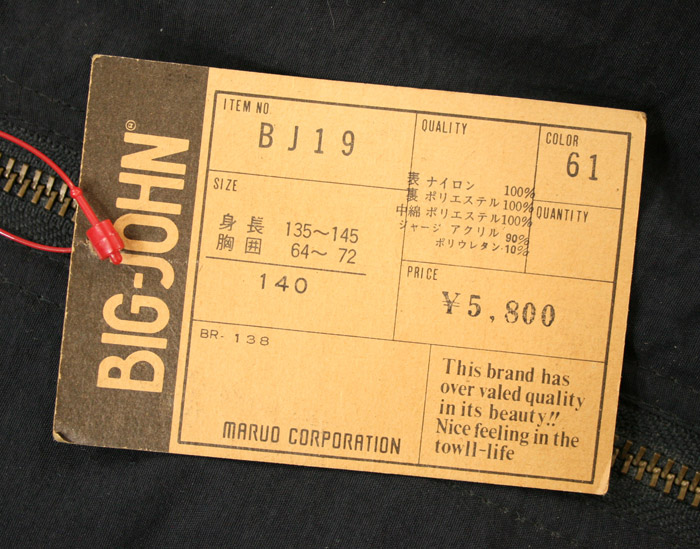 BIG-JOHN®
ITEM NO.
BJ19
QUALITY
COLOR
61
表 ナイロン 100%
裏 ポリエステル 100%
中綿 ポリエステル 100%
ジャージ アクリル 90%
ポリウレタン 10%
QUANTITY
SIZE
身長 135〜145
胸囲 64〜72
140
PRICE
¥5,800
BR- 138
MARUO CORPORATION
This brand has
over valed quality
in its beauty!!
Nice feeling in the
towll-life